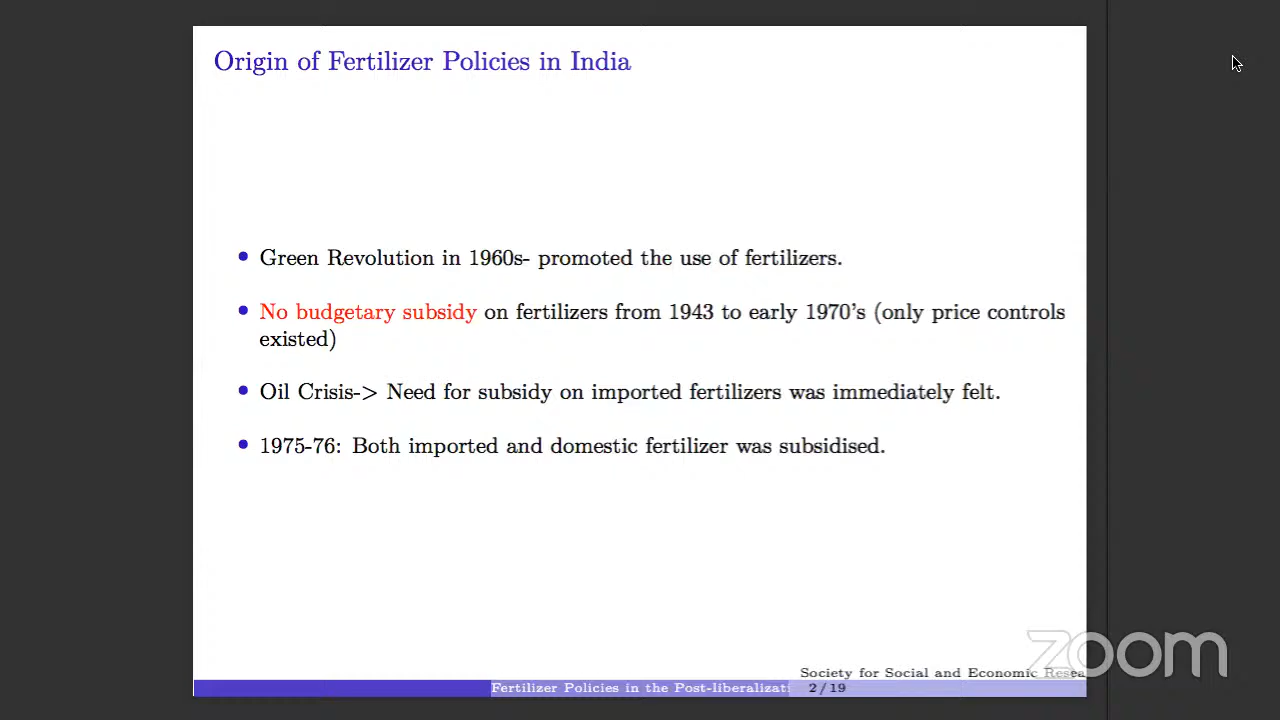 Origin of Fertilizer Policies in India
Green Revolution in 1960s- promoted the use of fertilizers.
No budgetary subsidy on fertilizers from 1943 to early 1970's (only price controls
existed)
Oil Crisis-> Need for subsidy on imported fertilizers was immediately felt.
1975-76: Both imported and domestic fertilizer was subsidised.
zoom
Society for Social and Economic Resea
Fertilizer Policies in the Post-liberalizati 2/19